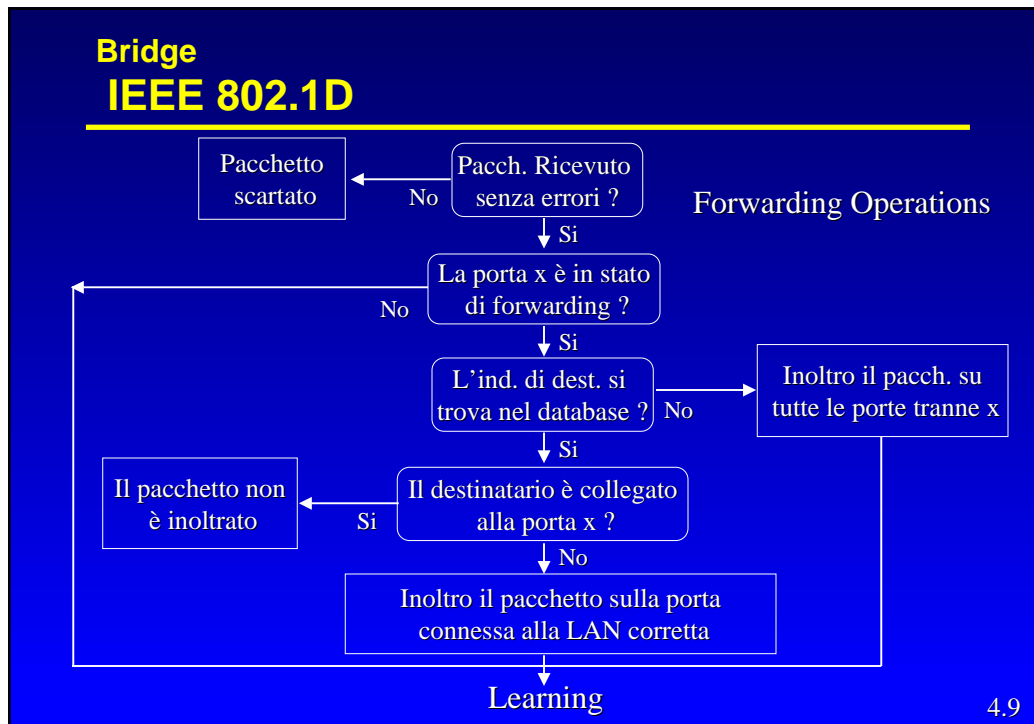 Bridge
IEEE 802.1D
Pacchetto
scartato
No
Pacch. Ricevuto
senza errori ?
Forwarding Operations
Si
La porta x è in stato
di forwarding ?
No
Si
L'ind. di dest. si
trova nel database ?
No
Inoltro il pacch. su
tutte le porte tranne x
Si
Il pacchetto non
è inoltrato
Si
Il destinatario è collegato
alla porta x ?
No
Inoltro il pacchetto sulla porta
connessa alla LAN corretta
Learning
4.9